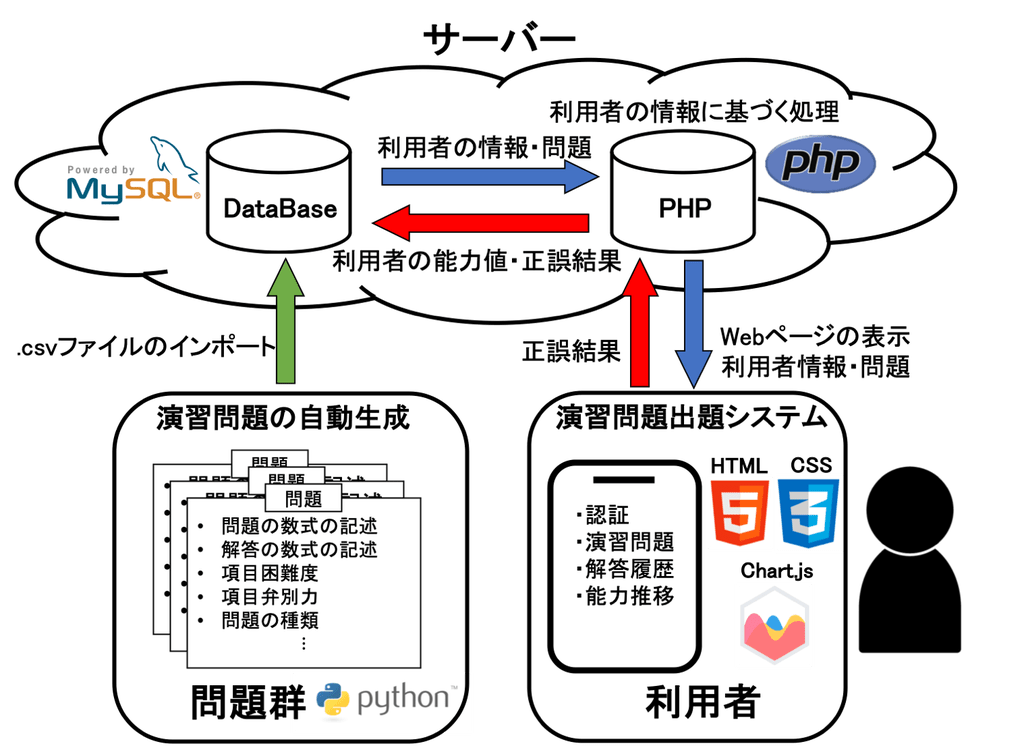 サーバー
利用者の情報に基づく処理
利用者の情報・問題
Powered by
MySQL®
php
DataBase
PHP
利用者の能力値・正誤結果
.csvファイルのインポート
正誤結果
Webページの表示
利用者情報・問題
演習問題の自動生成
問題
問題
問題
・ 問題の数式の記述
・ 解答の数式の記述
・ 項目困難度
・ 項目弁別力
・ 問題の種類
⋮
問題群
python™
演習問題出題システム
・認証
・演習問題
・解答履歴
・能力推移
HTML
CSS
5
3
Chart.js
利用者